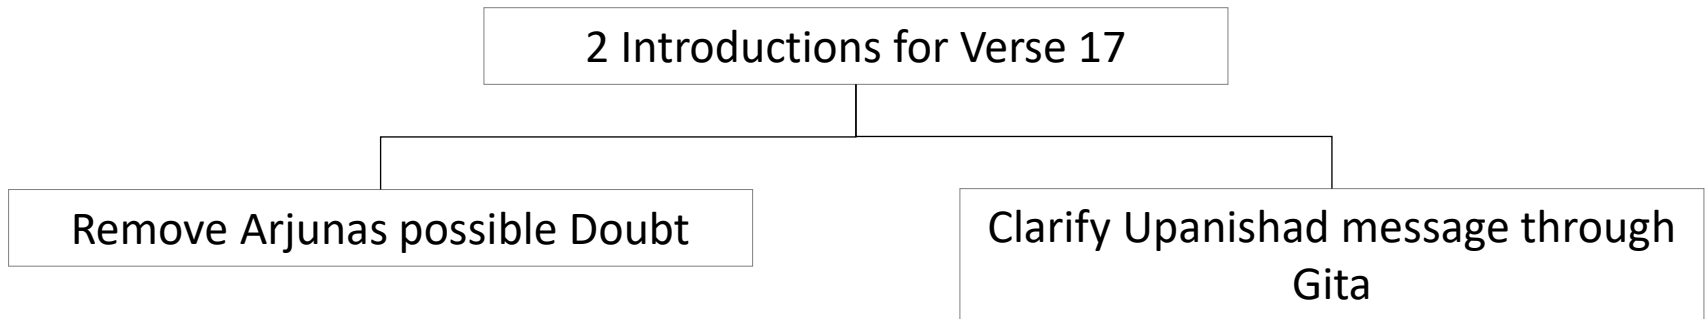 2 Introductions for Verse 17
Remove Arjunas possible Doubt
Clarify Upanishad message through
Gita